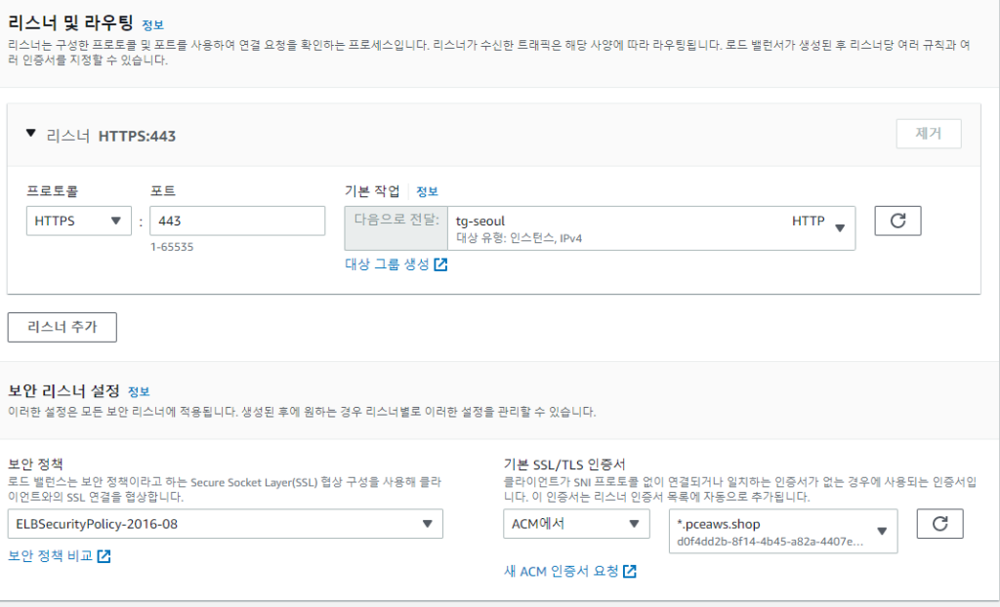 리스너 및 라우팅 정보
리스너는 구성한 프로토콜 및 포트를 사용하여 연결 요청을 확인하는 프로세스입니다. 리스너가 수신한 트래픽은 해당 사양에 따라 라우팅됩니다. 로드 밸런서가 생성된 후 리스너당 여러 규칙과 여
러 인증서를 지정할 수 있습니다.
리스너 HTTPS:443
제거
프로토콜 포트 기본 작업 정보
HTTPS : 443 다음으로 전달: tg-seoul HTTP
대상 유형: 인스턴스, IPv4
1-65535
대상 그룹 생성
리스너 추가
보안 리스너 설정 정보
이러한 설정은 모든 보안 리스너에 적용됩니다. 생성된 후에 원하는 경우 리스너별로 이러한 설정을 관리할 수 있습니다.
보안 정책
로드 밸런스는 보안 정책이라고 하는 Secure Socket Layer(SSL) 협상 구성을 사용해 클라
이언트와의 SSL 연결을 협상합니다.
ELBSecurityPolicy-2016-08
보안 정책 비교
기본 SSL/TLS 인증서
클라이언트가 SNI 프로토콜 없이 연결되거나 일치하는 인증서가 없는 경우에 사용되는 인증서입
니다. 이 인증서는 리스너 인증서 목록에 자동으로 추가됩니다.
ACM에서
*.pceaws.shop
d0f4dd2b-8f14-4b45-a82a-4407e...
새 ACM 인증서 요청